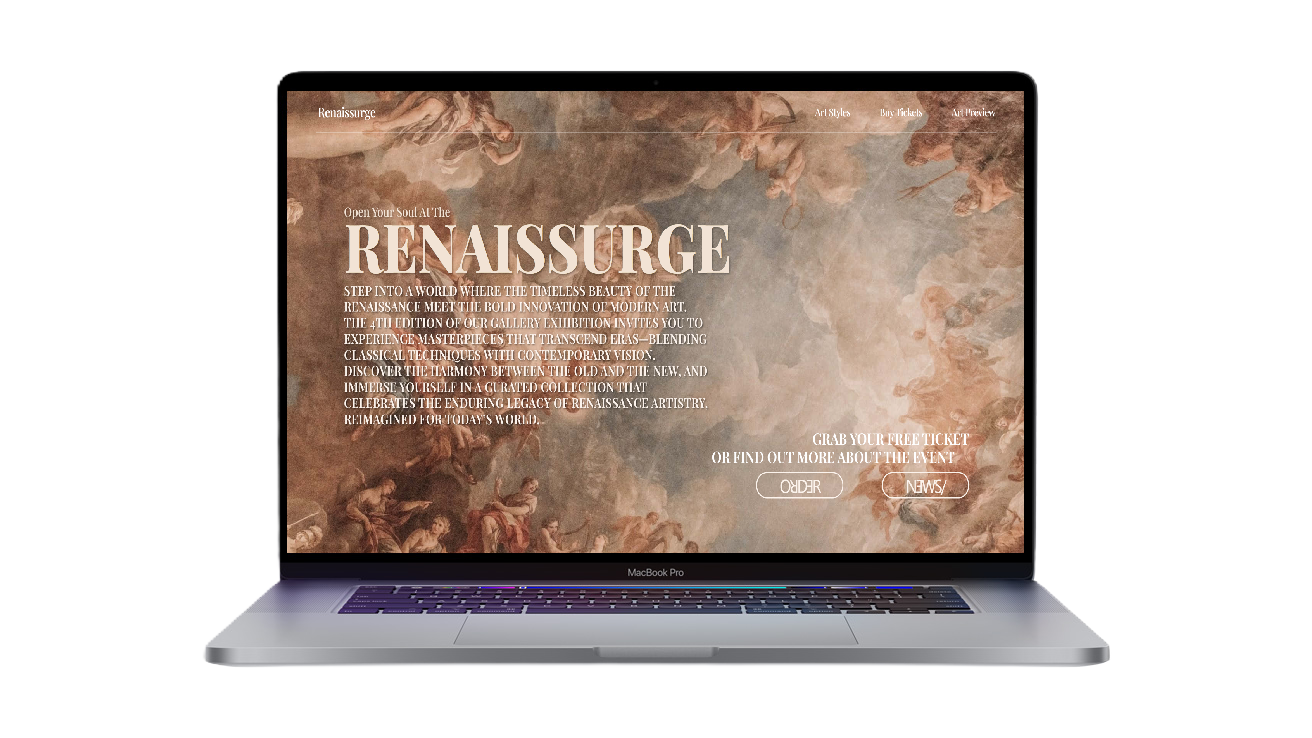 Renaissurge
Art Styles Buy Tickets Art Preview
Open Your Soul At The
RENAISSURGE
STEP INTO A WORLD WHERE THE TIMELESS BEAUTY OF THE
RENAISSANCE MEET THE BOLD INNOVATION OF MODERN ART.
THE 4TH EDITION OF OUR GALLERY EXHIBITION INVITES YOU TO
EXPERIENCE MASTERPIECES THAT TRANSCEND ERAS—BLENDING
CLASSICAL TECHNIQUES WITH CONTEMPORARY VISION.
DISCOVER THE HARMONY BETWEEN THE OLD AND THE NEW, AND
IMMERSE YOURSELF IN A CURATED COLLECTION THAT
CELEBRATES THE ENDURING LEGACY OF RENAISSANCE ARTISTRY,
REIMAGINED FOR TODAY'S WORLD.
GRAB YOUR FREE TICKET
OR FIND OUT MORE ABOUT THE EVENT
MacBook Pro